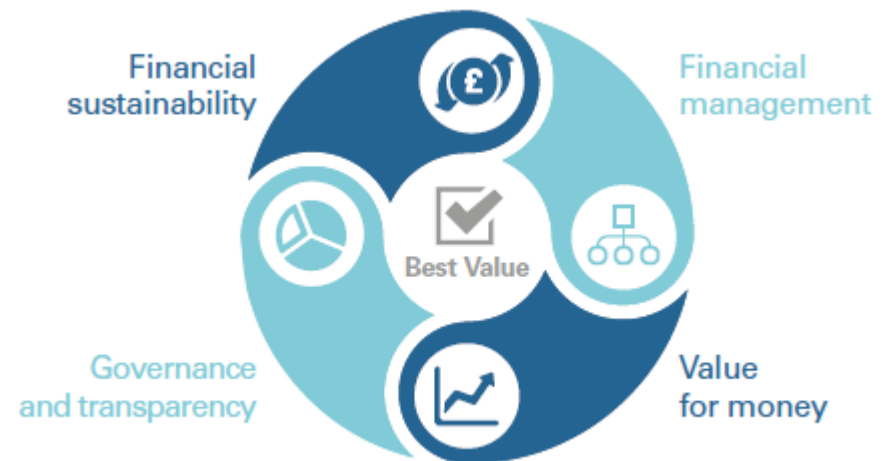 Financial
sustainability
Financial
management
£
Best Value
Governance
and transparency
Value
for money